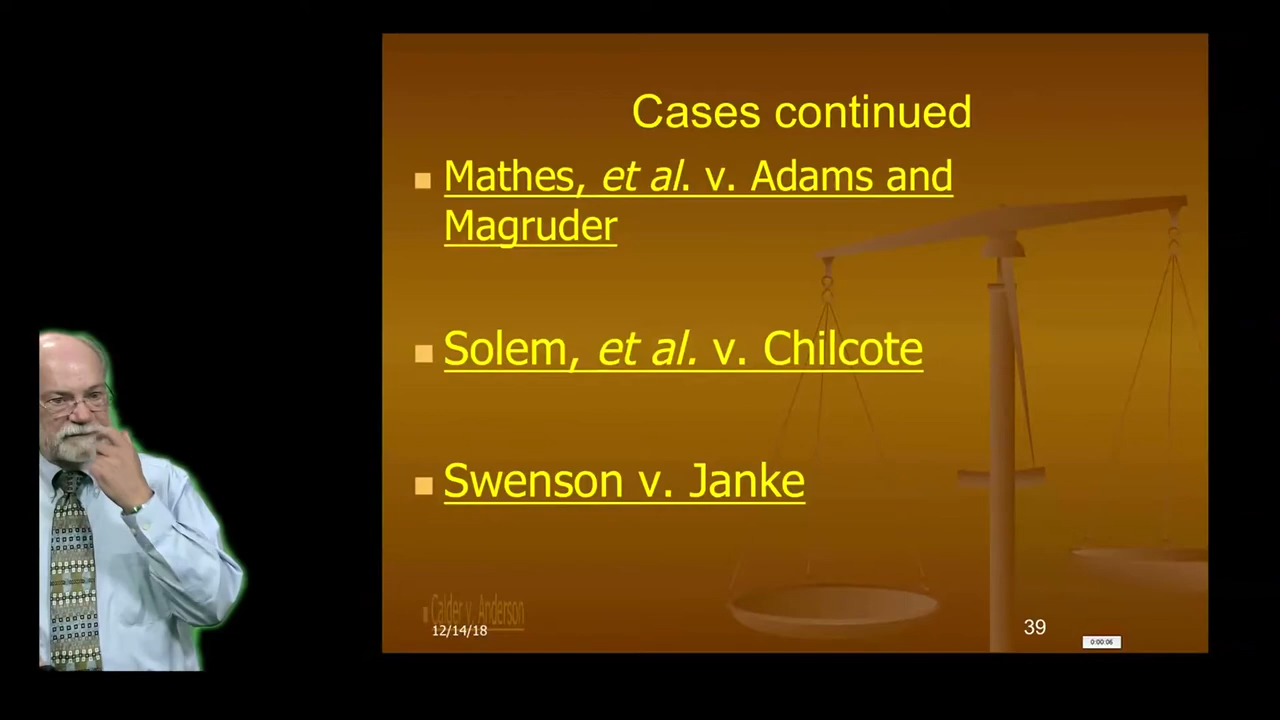 Cases continued
Mathes, et al. v. Adams and
Magruder
Solem, et al. v. Chilcote
Swenson v. Janke
Calder v. Anderson
12/14/18
39
0:00:06